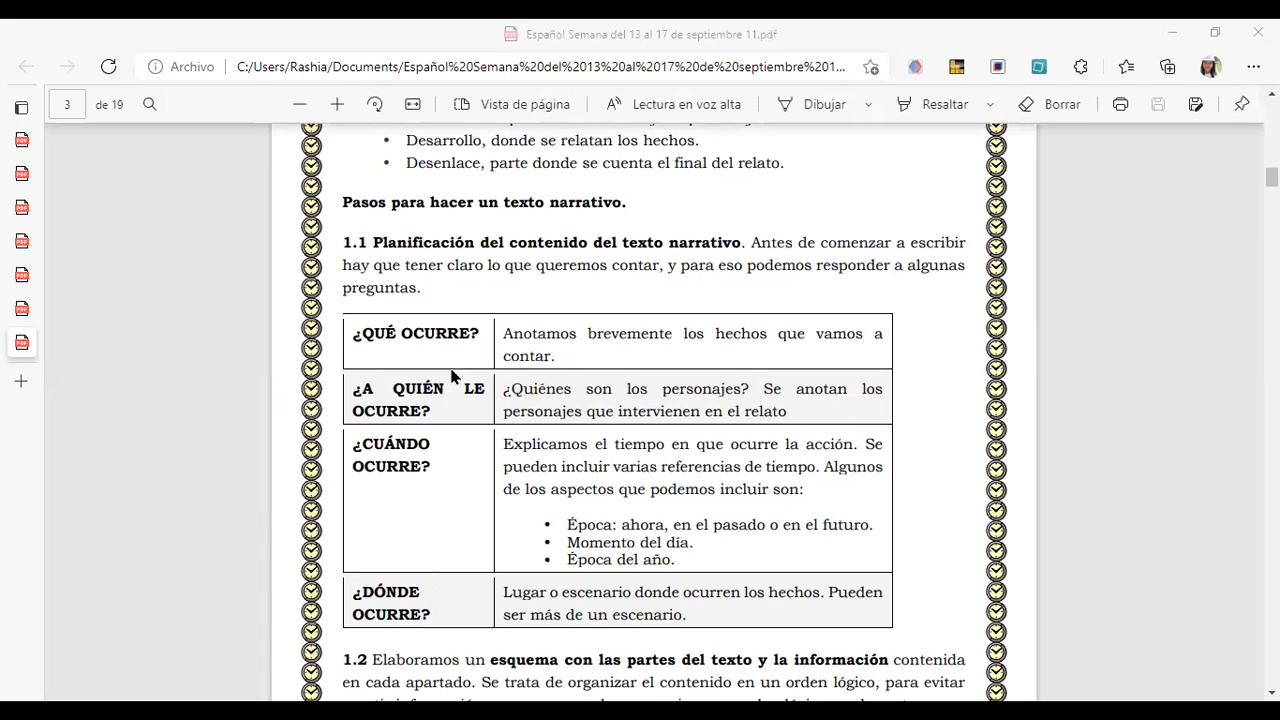 Español Semana del 13 al 17 de septiembre 11.pdf
Archivo C:/Users/Rashia/Documents/Español%20Semana%20del%2013%20al%2017%20de%20septiembre%201...
3 de 19 Vista de página Lectura en voz alta Dibujar Resaltar Borrar
• Desarrollo, donde se relatan los hechos.
• Desenlace, parte donde se cuenta el final del relato.
Pasos para hacer un texto narrativo.
1.1 Planificación del contenido del texto narrativo. Antes de comenzar a escribir
hay que tener claro lo que queremos contar, y para eso podemos responder a algunas
preguntas.
¿QUÉ OCURRE? Anotamos brevemente los hechos que vamos a
contar.
¿A QUIÉN LE ¿Quiénes son los personajes? Se anotan los
OCURRE? personajes que intervienen en el relato
¿CUÁNDO Explicamos el tiempo en que ocurre la acción. Se
OCURRE? pueden incluir varias referencias de tiempo. Algunos
de los aspectos que podemos incluir son:
• Época: ahora, en el pasado o en el futuro.
• Momento del día.
• Época del año.
¿DÓNDE Lugar o escenario donde ocurren los hechos. Pueden
OCURRE? ser más de un escenario.
1.2 Elaboramos un esquema con las partes del texto y la información contenida
en cada apartado. Se trata de organizar el contenido en un orden lógico, para evitar